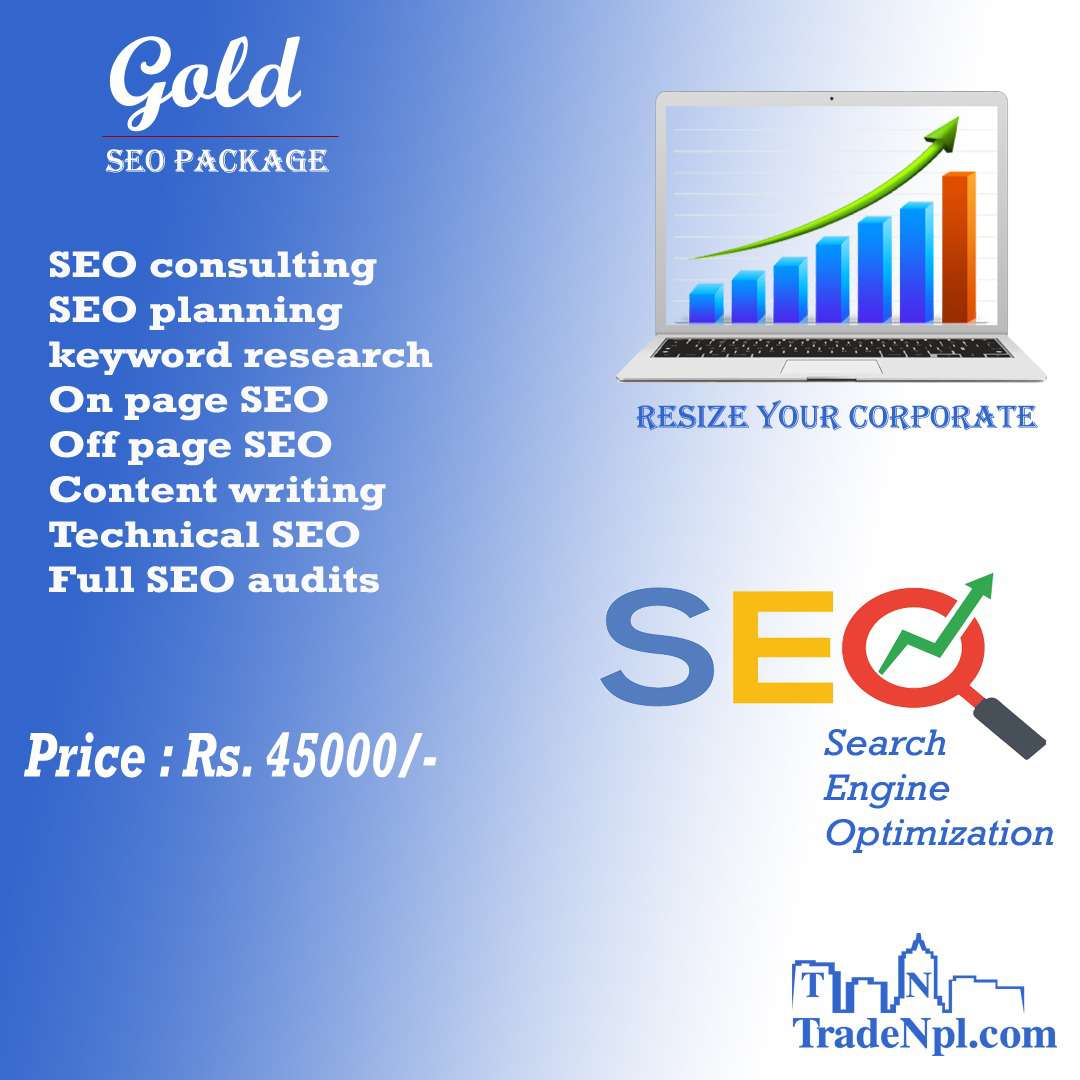 Gold
SEO PACKAGE
SEO consulting
SEO planning
keyword research
On page SEO
Off page SEO
Content writing
Technical SEO
Full SEO audits
Price : Rs. 45000/-
RESIZE YOUR CORPORATE
SEO
Search
Engine
Optimization
T N
TradeNpl.com